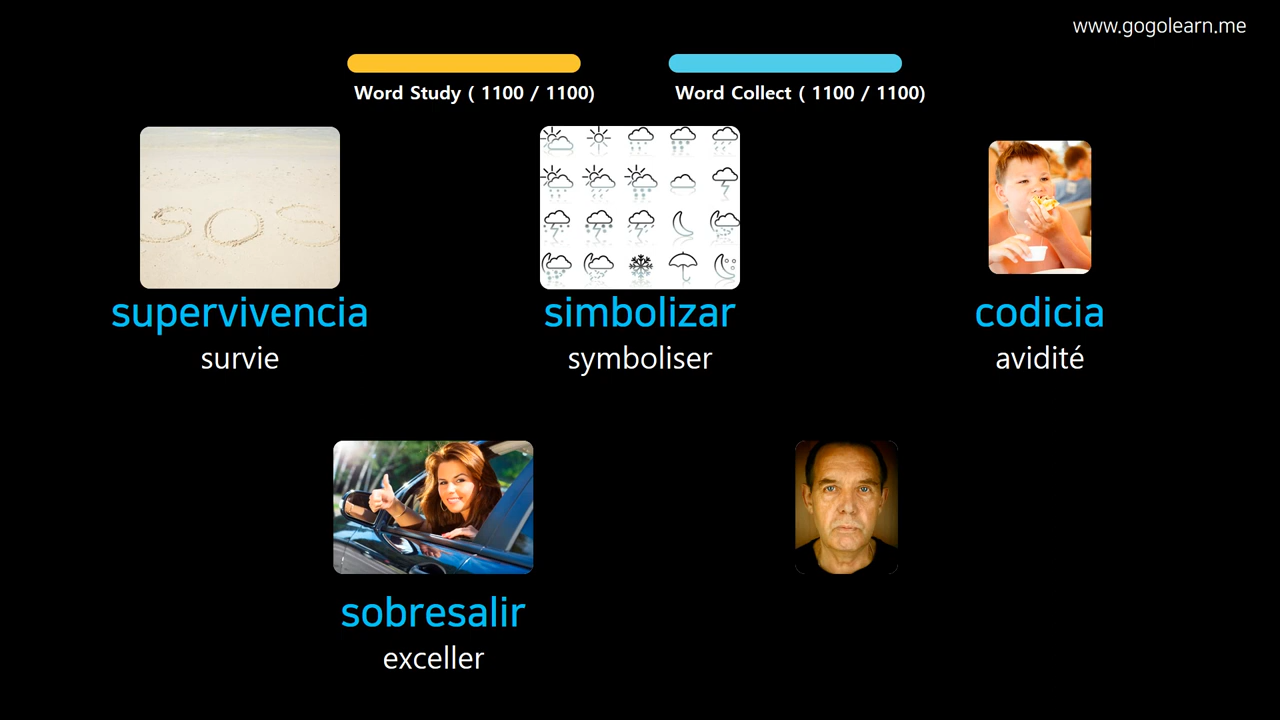 www.gogolearn.me
Word Study ( 1100 / 1100)
Word Collect ( 1100 / 1100)
SOS
supervivencia
simbolizar
codicia
survie
symboliser
avidité
sobresalir
exceller